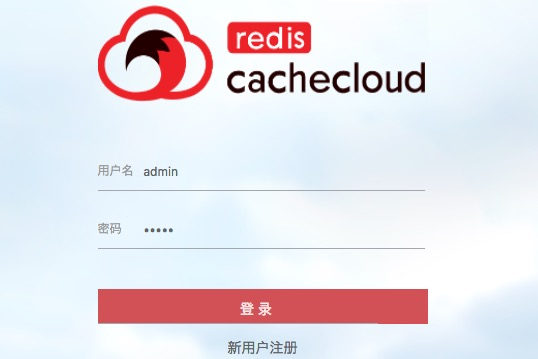 redis
cachecloud
用户名 admin
密码 •••••
登 录
新用户注册